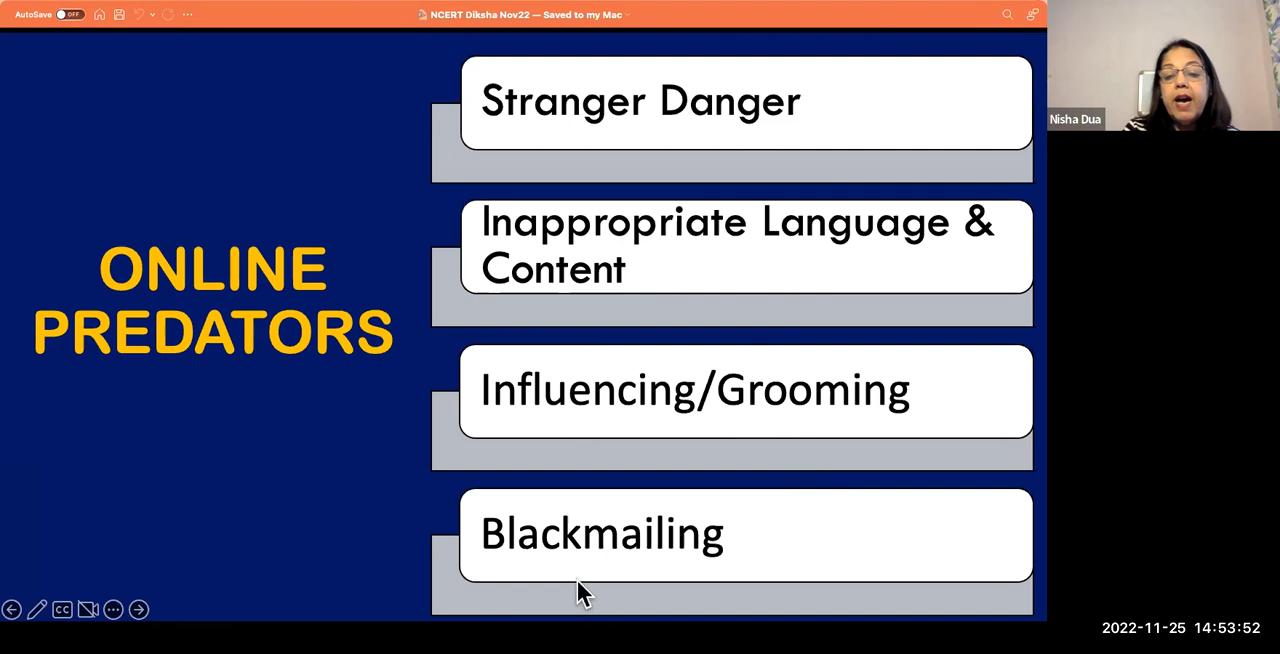 AutoSave OFF
NCERT Diksha Nov22 — Saved to my Mac
Stranger Danger
Inappropriate Language &
Content
ONLINE
PREDATORS
Influencing/Grooming
Blackmailing
CC
Nisha Dua
2022-11-25 14:53:52